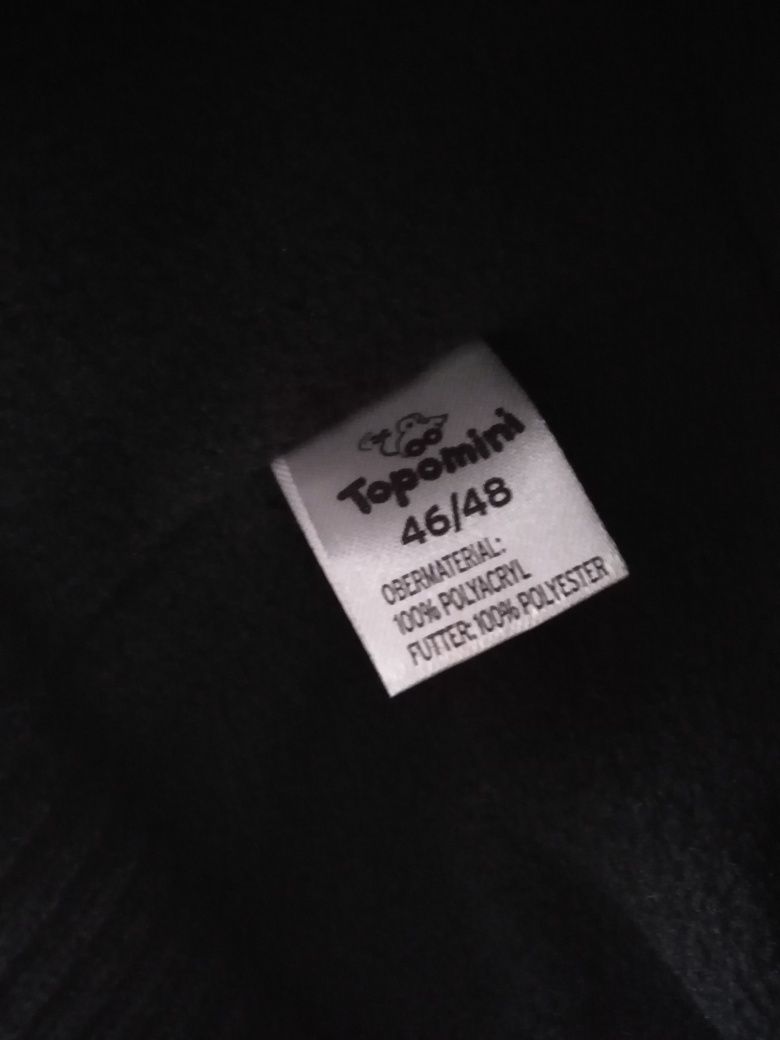 Topomini
46/48
OBERMATERIAL:
100% POLYACRYL
FUTTER: 100% POLYESTER